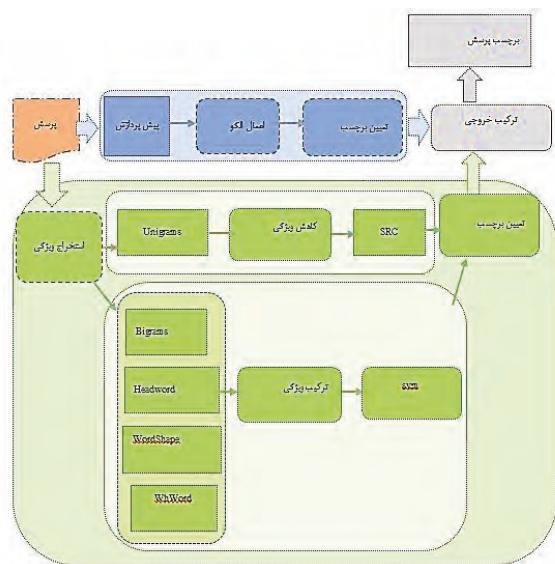 برچسب پرسش
پرسش
پیش پردازش
اعمال الگو
تعیین برچسب
ترکیب خروجی
استخراج ویژگی
Unigrams
کاهش ویژگی
SRC
تعیین برچسب
Bigrams
Headword
ترکیب ویژگی
svm
WordShape
WhWord